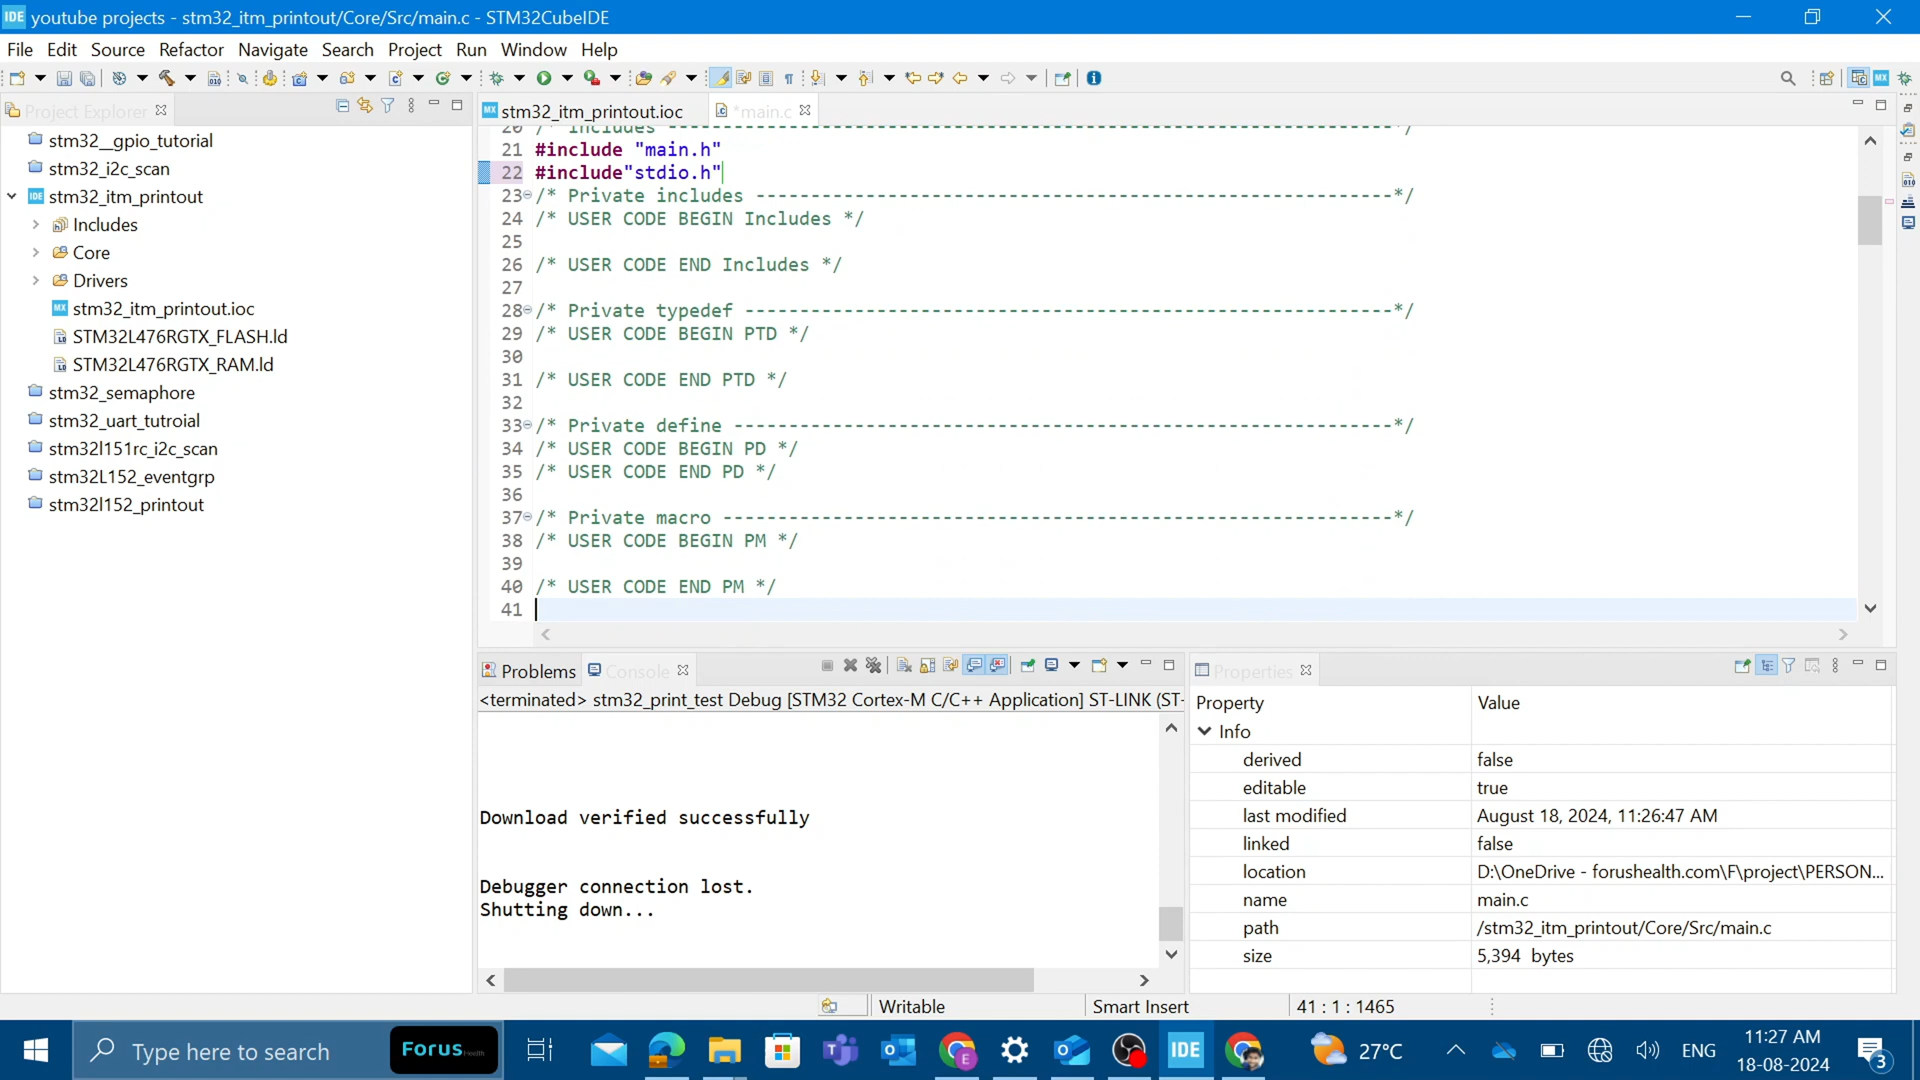 IDE youtube projects - stm32_itm_printout/Core/Src/main.c - STM32CubeIDE
File Edit Source Refactor Navigate Search Project Run Window Help
Project Explorer
stm32__gpio_tutorial
stm32_i2c_scan
IDE stm32_itm_printout
Includes
Core
Drivers
MX stm32_itm_printout.ioc
STM32L476RGTX_FLASH.ld
STM32L476RGTX_RAM.ld
stm32_semaphore
stm32_uart_tutroial
stm32l151rc_i2c_scan
stm32L152_eventgrp
stm32l152_printout
MX stm32_itm_printout.ioc *main.c
20 /* Includes ------------------------------------------------------------------*/
21 #include "main.h"
22 #include"stdio.h"
23 /* Private includes ----------------------------------------------------------*/
24 /* USER CODE BEGIN Includes */
25
26 /* USER CODE END Includes */
27
28 /* Private typedef -----------------------------------------------------------*/
29 /* USER CODE BEGIN PTD */
30
31 /* USER CODE END PTD */
32
33 /* Private define ------------------------------------------------------------*/
34 /* USER CODE BEGIN PD */
35 /* USER CODE END PD */
36
37 /* Private macro -------------------------------------------------------------*/
38 /* USER CODE BEGIN PM */
39
40 /* USER CODE END PM */
41
Problems Console
<terminated> stm32_print_test Debug [STM32 Cortex-M C/C++ Application] ST-LINK (ST-
Download verified successfully
Debugger connection lost.
Shutting down...
Properties
Property Value
Info
derived false
editable true
last modified August 18, 2024, 11:26:47 AM
linked false
location D:\OneDrive - forushealth.com\F\project\PERSON...
name main.c
path /stm32_itm_printout/Core/Src/main.c
size 5,394 bytes
Writable Smart Insert 41 : 1 : 1465
Type here to search Forus Health IDE 27°C ENG 11:27 AM
18-08-2024 3